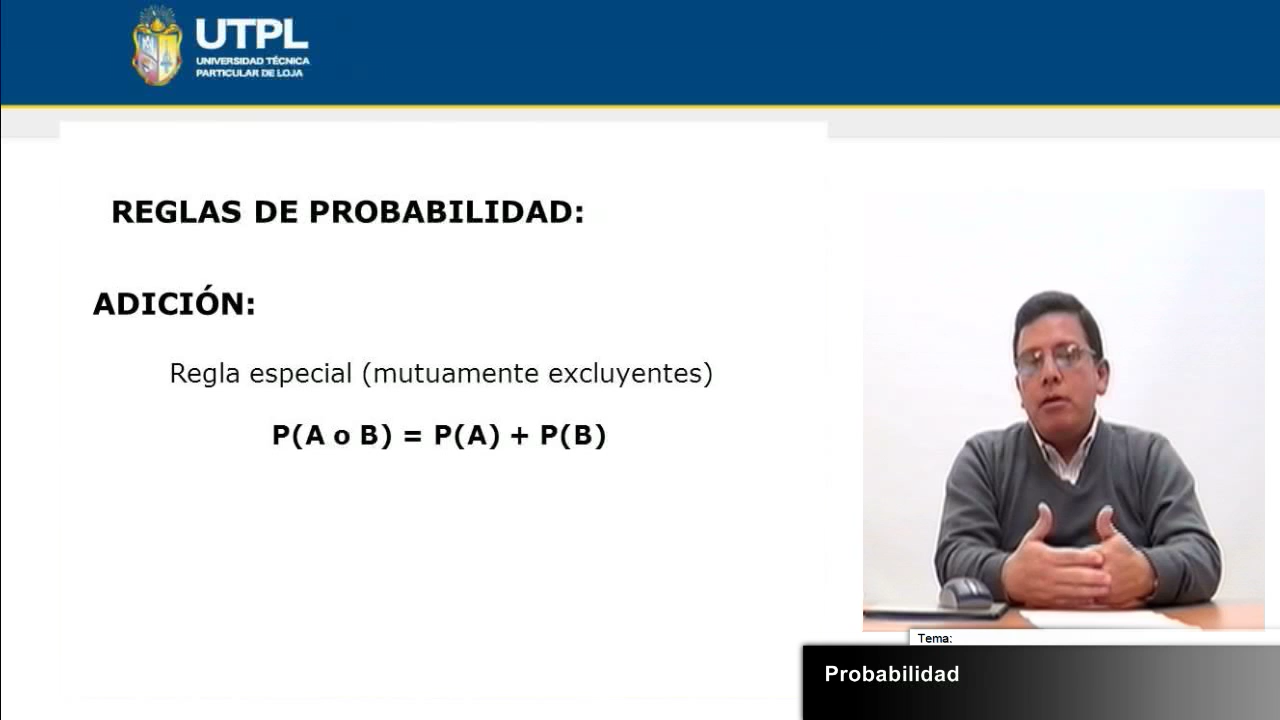 UTPL
UNIVERSIDAD TÉCNICA
PARTICULAR DE LOJA
REGLAS DE PROBABILIDAD:
ADICIÓN:
Regla especial (mutuamente excluyentes)
P(A o B) = P(A) + P(B)
Tema:
Probabilidad